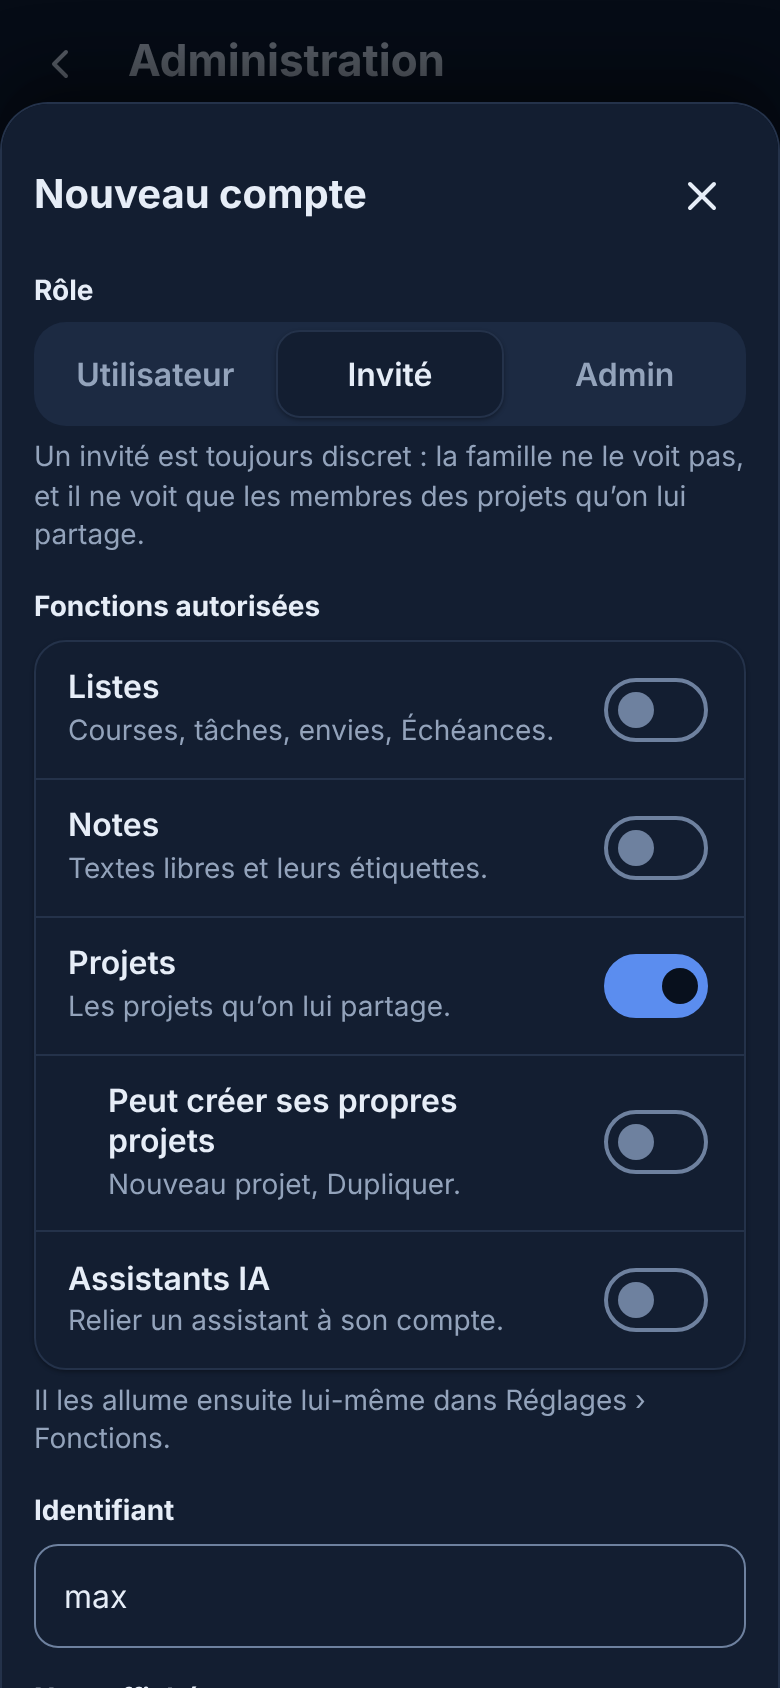 Administration
Nouveau compte
Rôle
Utilisateur
Invité
Admin
Un invité est toujours discret : la famille ne le voit pas,
et il ne voit que les membres des projets qu’on lui
partage.
Fonctions autorisées
Listes
Courses, tâches, envies, Échéances.
Notes
Textes libres et leurs étiquettes.
Projets
Les projets qu’on lui partage.
Peut créer ses propres
projets
Nouveau projet, Dupliquer.
Assistants IA
Relier un assistant à son compte.
Il les allume ensuite lui-même dans Réglages ›
Fonctions.
Identifiant
max